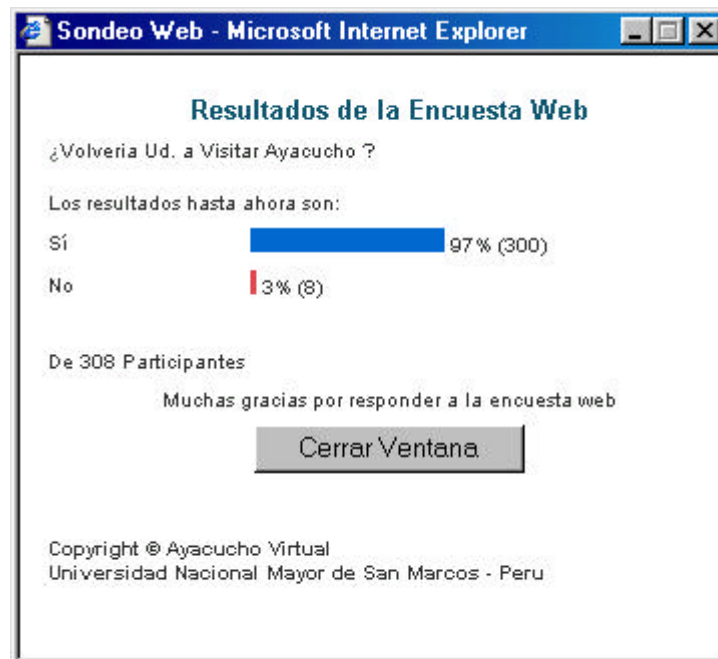 Sondeo Web - Microsoft Internet Explorer
Resultados de la Encuesta Web
¿Volveria Ud. a Visitar Ayacucho ?
Los resultados hasta ahora son:
Sí 97% (300)
No 3% (8)
De 308 Participantes
Muchas gracias por responder a la encuesta web
Cerrar Ventana
Copyright © Ayacucho Virtual
Universidad Nacional Mayor de San Marcos - Peru